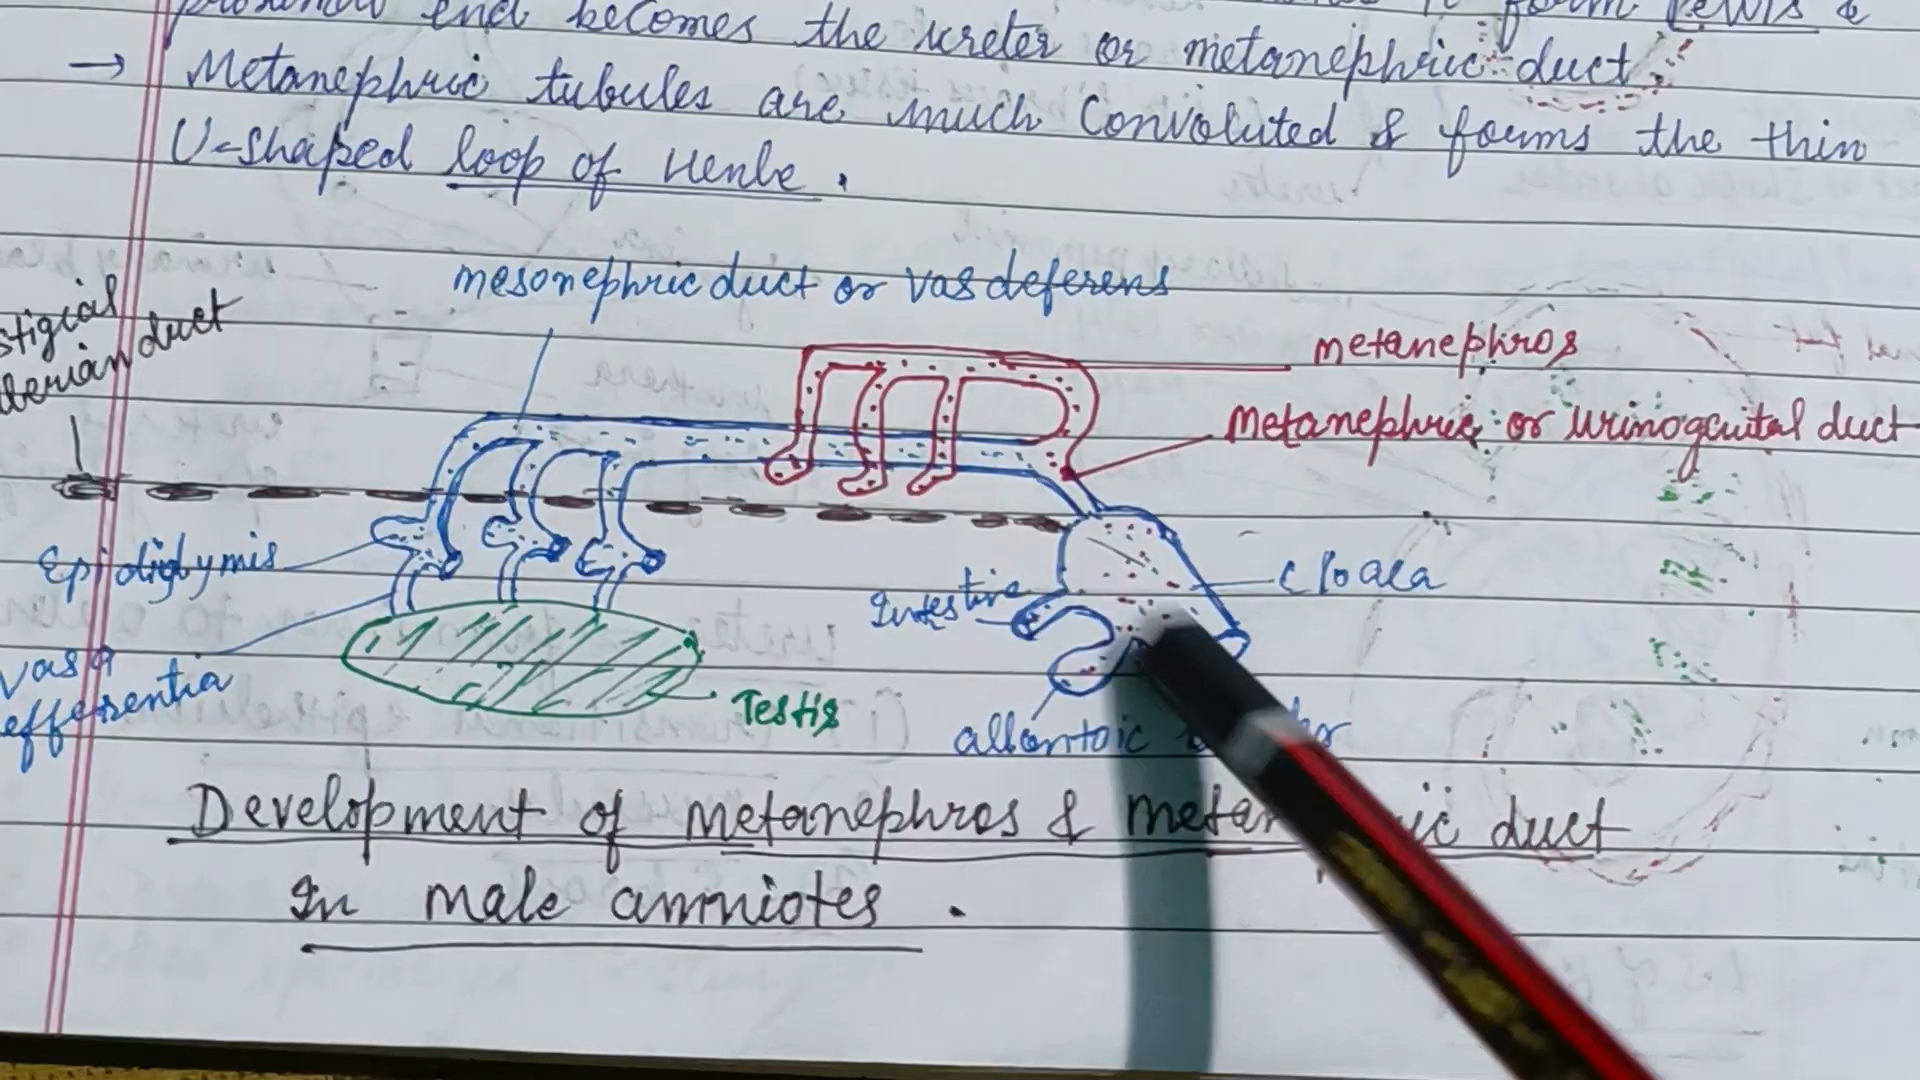 end becomes the ureter or metanephric duct
→ Metanephric tubules are much Convoluted & forms the thin
U-shaped loop of Henle.
mesonephric duct or vas deferens
duct
metanephros
Metanephric or urinogenital duct
Epididymis
Intestine
cloaca
vasa
efferentia
Testis
allantoic
Development of metanephros & duct
In male amniotes.